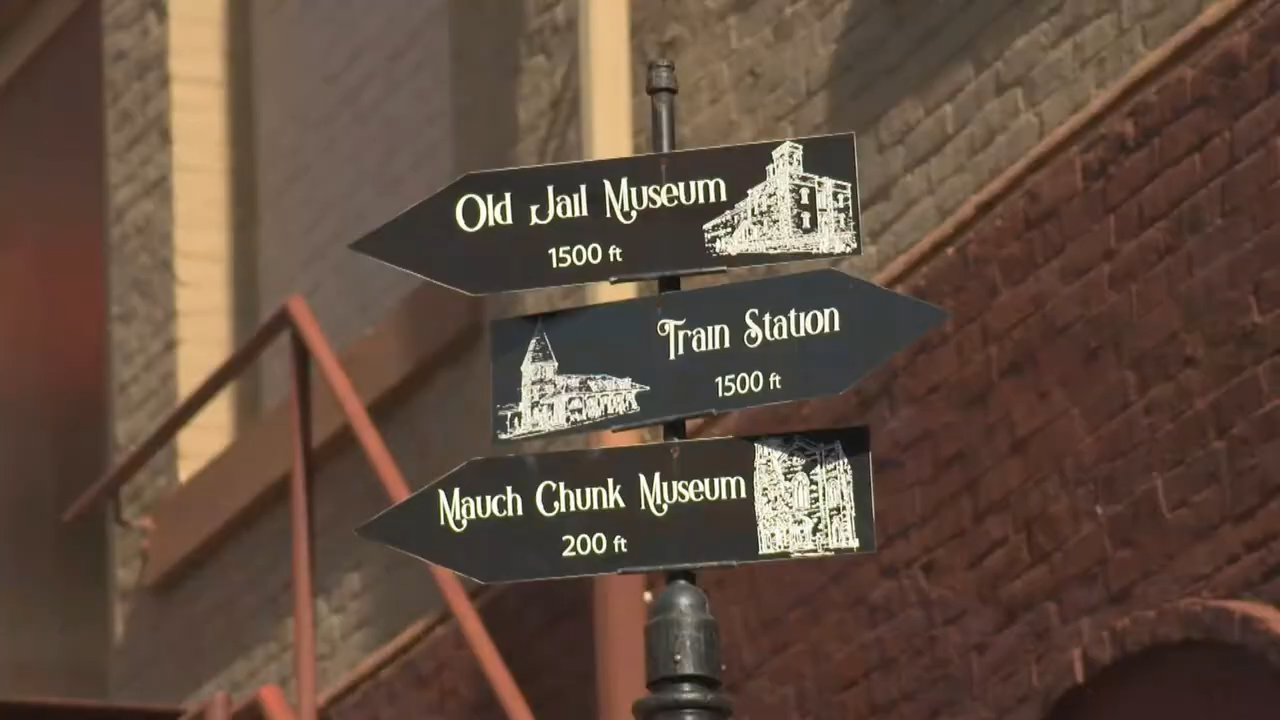 Old Jail Museum
1500 ft
Train Station
1500 ft
Mauch Chunk Museum
200 ft